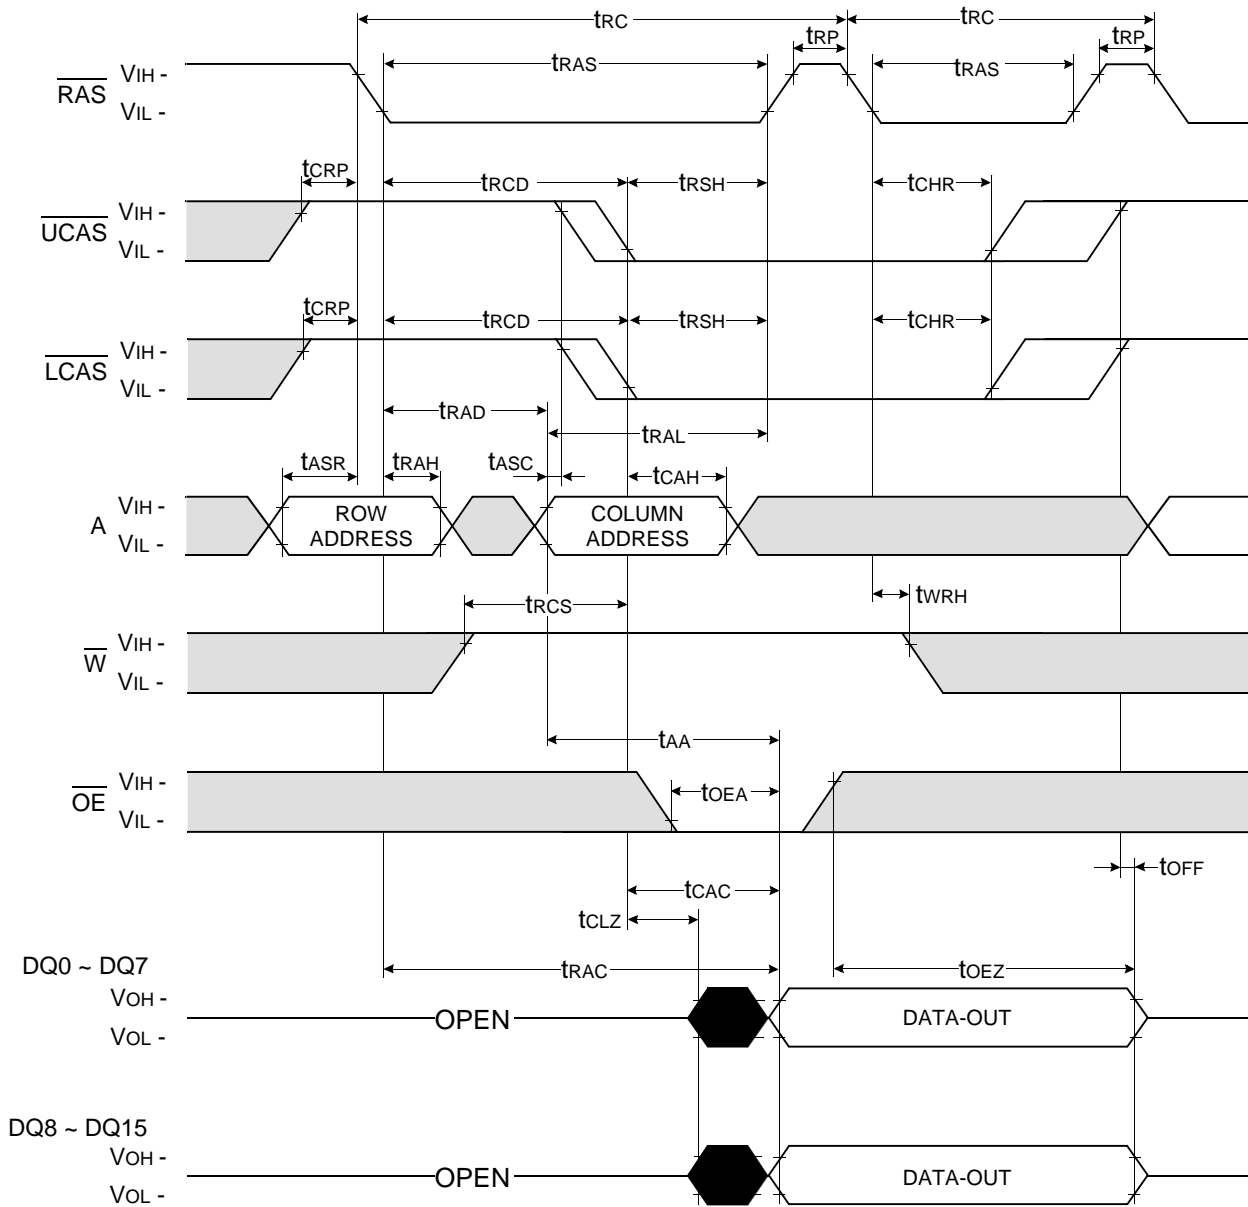 tRC tRC
tRP tRP
tRAS tRAS
RAS VIH -
VIL -
tCRP tRCD tRSH tCHR
UCAS VIH -
VIL -
tCRP tRCD tRSH tCHR
LCAS VIH -
VIL -
tRAD
tRAL
tASR tRAH tASC tCAH
A VIH -
VIL -
ROW
ADDRESS
COLUMN
ADDRESS
tRCS tWRH
W VIH -
VIL -
tAA
OE VIH -
VIL -
tOEA
tOFF
tCAC
tCLZ
tRAC tOEZ
DQ0 ~ DQ7
VOH -
VOL -
OPEN DATA-OUT
DQ8 ~ DQ15
VOH -
VOL -
OPEN DATA-OUT